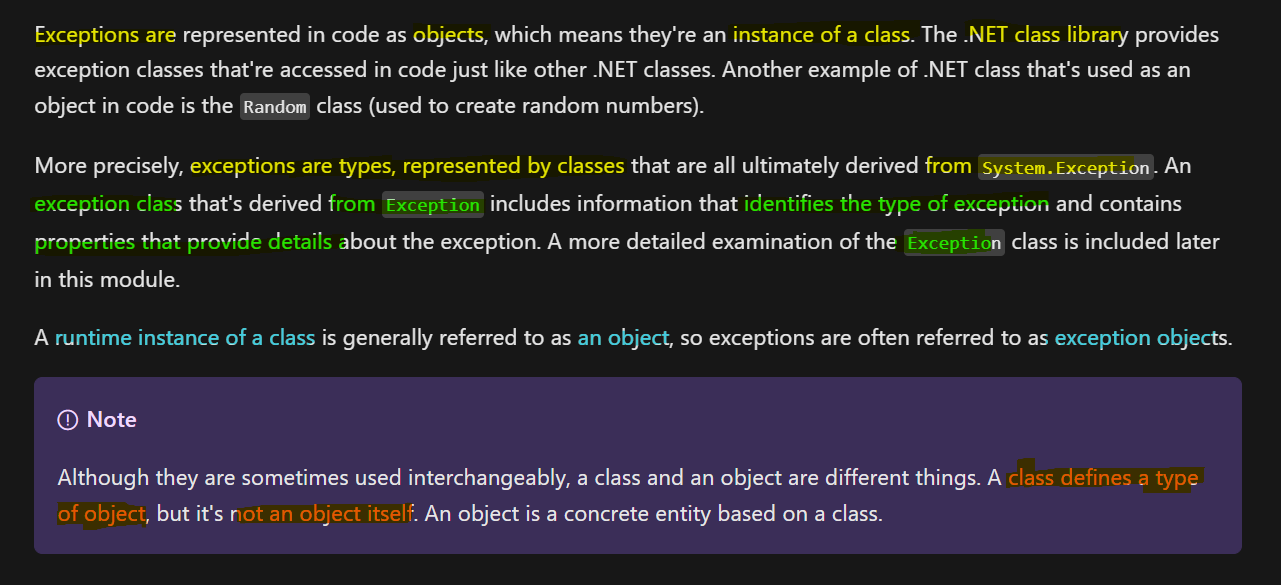 Exceptions are represented in code as objects, which means they're an instance of a class. The .NET class library provides
exception classes that're accessed in code just like other .NET classes. Another example of .NET class that's used as an
object in code is the Random class (used to create random numbers).
More precisely, exceptions are types, represented by classes that are all ultimately derived from System.Exception. An
exception class that's derived from Exception includes information that identifies the type of exception and contains
properties that provide details about the exception. A more detailed examination of the Exception class is included later
in this module.
A runtime instance of a class is generally referred to as an object, so exceptions are often referred to as exception objects.
Note
Although they are sometimes used interchangeably, a class and an object are different things. A class defines a type
of object, but it's not an object itself. An object is a concrete entity based on a class.